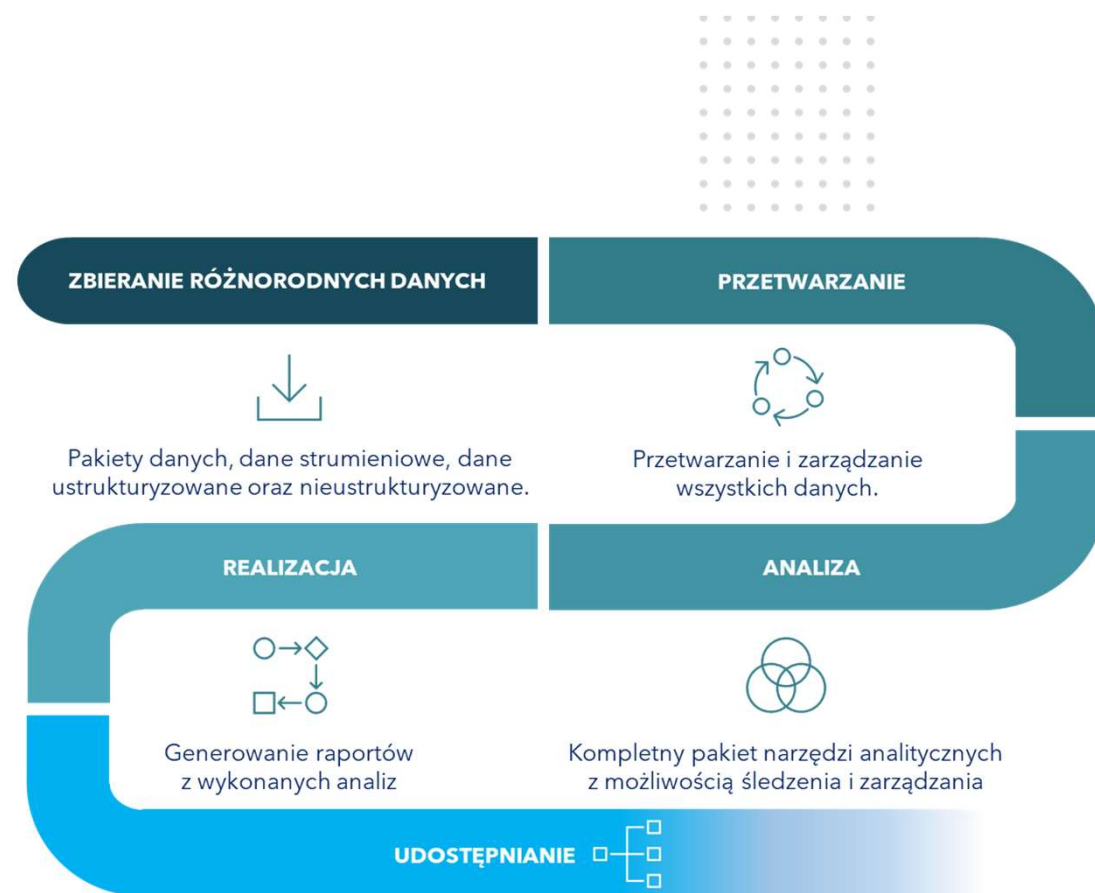 ZBIERANIE RÓŻNORODNYCH DANYCH
PRZETWARZANIE
Pakiety danych, dane strumieniowe, dane
ustrukturyzowane oraz nieustrukturyzowane.
Przetwarzanie i zarządzanie
wszystkich danych.
REALIZACJA
ANALIZA
Generowanie raportów
z wykonanych analiz
Kompletny pakiet narzędzi analitycznych
z możliwością śledzenia i zarządzania
UDOSTĘPNIANIE